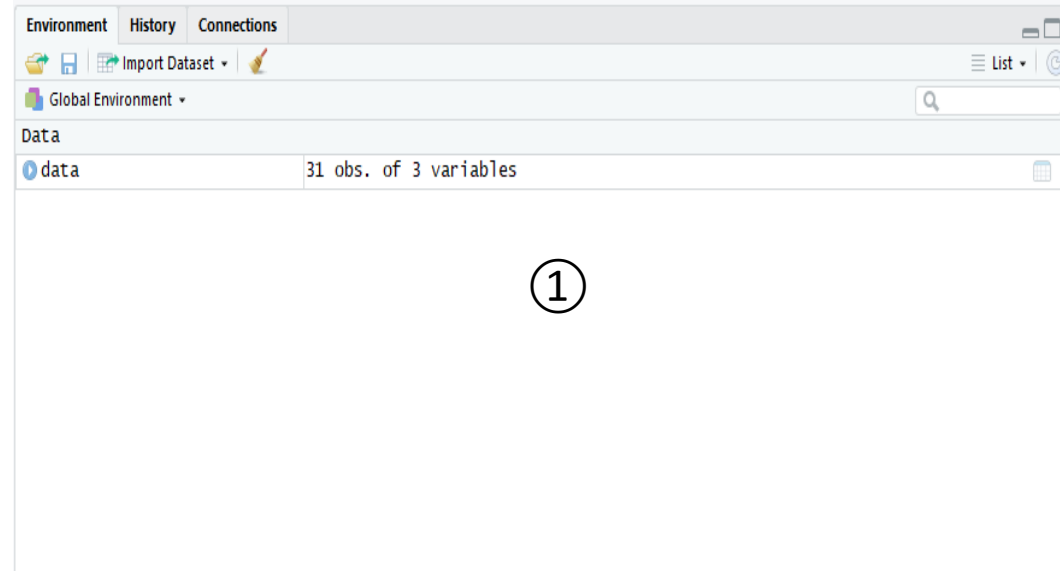 Environment History Connections
Import Dataset List
Global Environment
Data
data 31 obs. of 3 variables
①